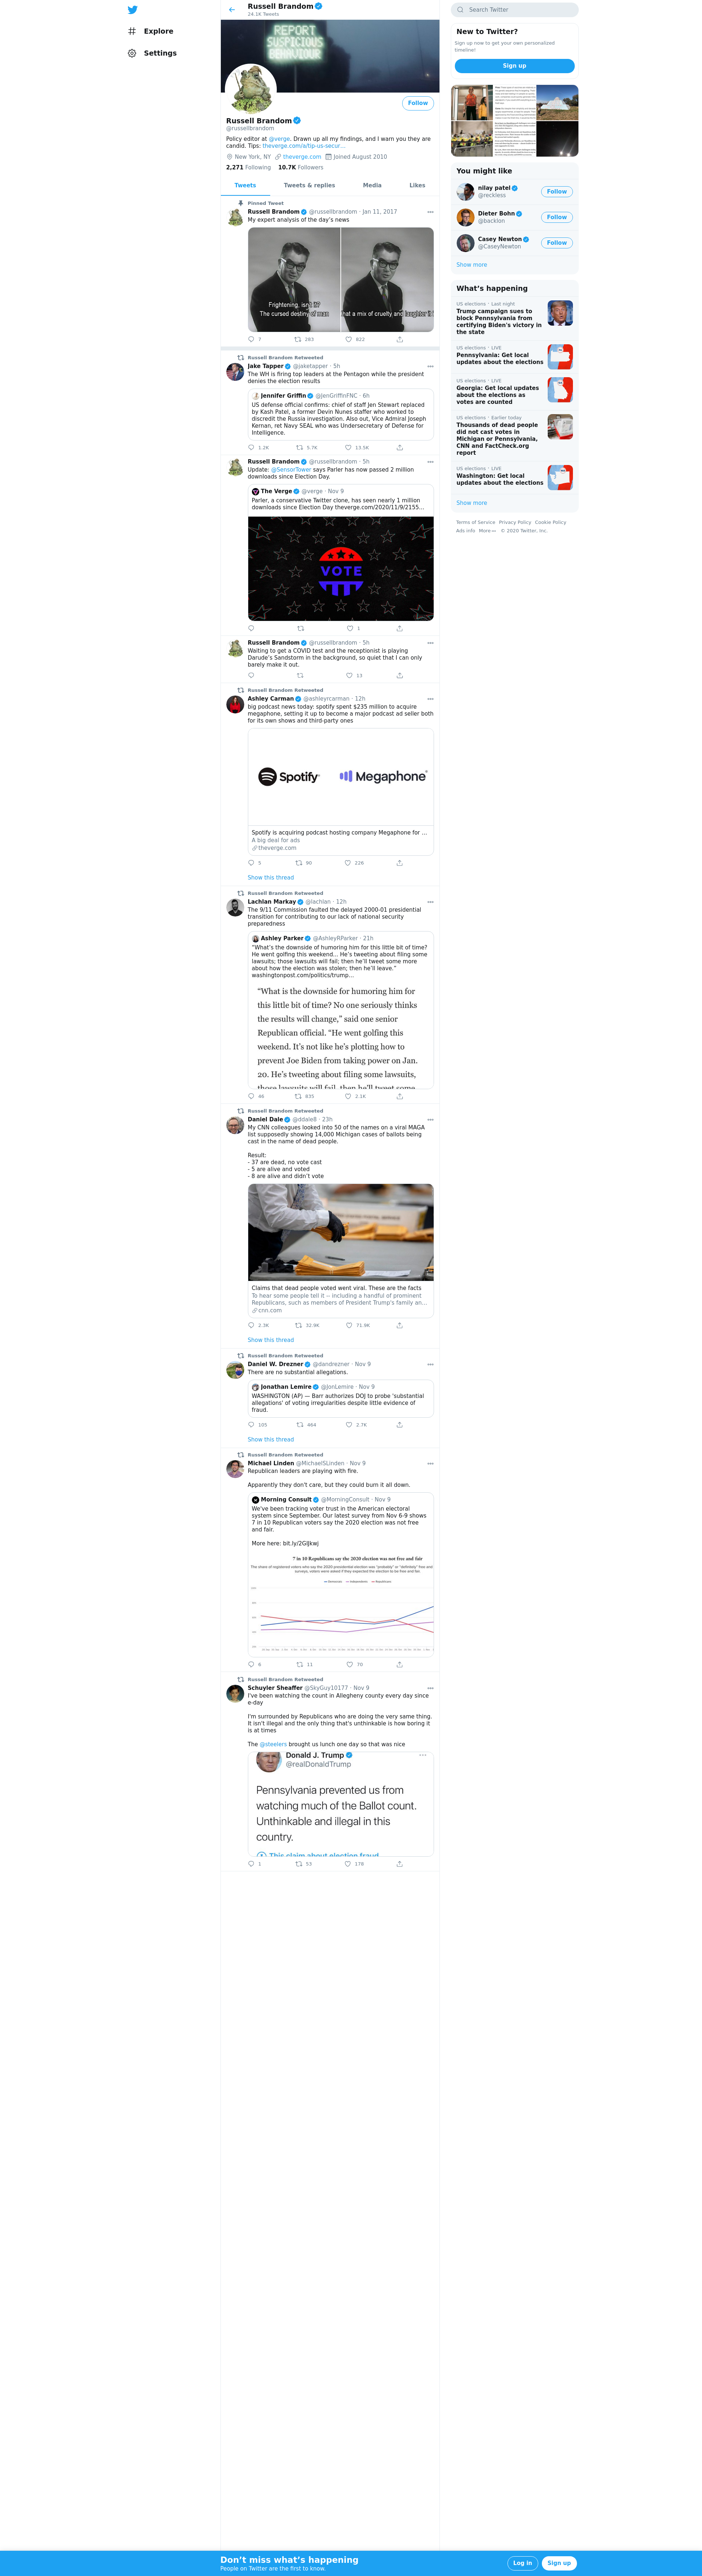 Explore
Settings
Russell Brandom
24.1K Tweets
REPORT
SUSPICIOUS
BEHAVIOUR
Follow
Russell Brandom
@russellbrandom
Policy editor at @verge. Drawn up all my findings, and I warn you they are
candid. Tips: theverge.com/a/tip-us-secur…
New York, NY theverge.com Joined August 2010
2,271 Following 10.7K Followers
Tweets Tweets & replies Media Likes
Pinned Tweet
Russell Brandom @russellbrandom · Jan 11, 2017
My expert analysis of the day's news
Frightening, isn't it?
The cursed destiny of man
that a mix of cruelty and laughter is
7 283 622
Russell Brandom Retweeted
Jake Tapper @jaketapper · 5h
The WH is firing top leaders at the Pentagon while the president
denies the election results
Jennifer Griffin @JenGriffinFNC · 6h
US defense official confirms: chief of staff Jen Stewart replaced
by Kash Patel, a former Devin Nunes staffer who worked to
discredit the Russia investigation. Also out, Vice Admiral Joseph
Kernan, ret Navy SEAL who was Undersecretary of Defense for
Intelligence.
1.2K 5.7K 13.5K
Russell Brandom @russellbrandom · 5h
Update: @SensorTower says Parler has now passed 2 million
downloads since Election Day.
The Verge @verge · Nov 9
Parler, a conservative Twitter clone, has seen nearly 1 million
downloads since Election Day theverge.com/2020/11/9/2155…
VOTE
1
Russell Brandom @russellbrandom · 5h
Waiting to get a COVID test and the receptionist is playing
Darude's Sandstorm in the background, so quiet that I can only
barely make it out.
13
Russell Brandom Retweeted
Ashley Carman @ashleyrcarman · 12h
big podcast news today: spotify spent $235 million to acquire
megaphone, setting it up to become a major podcast ad seller both
for its own shows and third-party ones
Spotify Megaphone
Spotify is acquiring podcast hosting company Megaphone for ...
A big deal for ads
theverge.com
5 90 226
Show this thread
Russell Brandom Retweeted
Lachlan Markay @lachlan · 12h
The 9/11 Commission faulted the delayed 2000-01 presidential
transition for contributing to our lack of national security
preparedness
Ashley Parker @AshleyRParker · 21h
"What's the downside of humoring him for this little bit of time?
He went golfing this weekend... He's tweeting about filing some
lawsuits; those lawsuits will fail; then he'll tweet some more
about how the election was stolen; then he'll leave."
washingtonpost.com/politics/trump…
"What is the downside for humoring him for
this little bit of time? No one seriously thinks
the results will change," said one senior
Republican official. "He went golfing this
weekend. It's not like he's plotting how to
prevent Joe Biden from taking power on Jan.
20. He's tweeting about filing some lawsuits,
those lawsuits will fail, then he'll tweet some
46 835 2.1K
Russell Brandom Retweeted
Daniel Dale @ddale8 · 23h
My CNN colleagues looked into 50 of the names on a viral MAGA
list supposedly showing 14,000 Michigan cases of ballots being
cast in the name of dead people.
Result:
- 37 are dead, no vote cast
- 5 are alive and voted
- 8 are alive and didn't vote
Claims that dead people voted went viral. These are the facts
To hear some people tell it -- including a handful of prominent
Republicans, such as members of President Trump's family an...
cnn.com
2.3K 32.9K 71.9K
Show this thread
Russell Brandom Retweeted
Daniel W. Drezner @dandrezner · Nov 9
There are no substantial allegations.
Jonathan Lemire @JonLemire · Nov 9
WASHINGTON (AP) — Barr authorizes DOJ to probe 'substantial
allegations' of voting irregularities despite little evidence of
fraud.
105 464 2.7K
Show this thread
Russell Brandom Retweeted
Michael Linden @MichaelSLinden · Nov 9
Republican leaders are playing with fire.
Apparently they don't care, but they could burn it all down.
Morning Consult @MorningConsult · Nov 9
We've been tracking voter trust in the American electoral
system since September. Our latest survey from Nov 6-9 shows
7 in 10 Republican voters say the 2020 election was not free
and fair.
More here: bit.ly/2GIJkwj
7 in 10 Republicans say the 2020 election was not free and fair
6 11 70
Russell Brandom Retweeted
Schuyler Sheaffer @SkyGuy10177 · Nov 9
I've been watching the count in Allegheny county every day since
e-day
I'm surrounded by Republicans who are doing the very same thing.
It isn't illegal and the only thing that's unthinkable is how boring it
is at times
The @steelers brought us lunch one day so that was nice
Donald J. Trump
@realDonaldTrump
Pennsylvania prevented us from
watching much of the Ballot count.
Unthinkable and illegal in this
country.
This claim about election fraud
1 53 178
Search Twitter
New to Twitter?
Sign up now to get your own personalized
timeline!
Sign up
You might like
nilay patel
@reckless
Follow
Dieter Bohn
@backlon
Follow
Casey Newton
@CaseyNewton
Follow
Show more
What's happening
US elections · Last night
Trump campaign sues to
block Pennsylvania from
certifying Biden's victory in
the state
US elections · LIVE
Pennsylvania: Get local
updates about the elections
US elections · LIVE
Georgia: Get local updates
about the elections as
votes are counted
US elections · Earlier today
Thousands of dead people
did not cast votes in
Michigan or Pennsylvania,
CNN and FactCheck.org
report
US elections · LIVE
Washington: Get local
updates about the elections
Show more
Terms of Service Privacy Policy Cookie Policy
Ads info More © 2020 Twitter, Inc.
Don't miss what's happening
People on Twitter are the first to know.
Log in Sign up